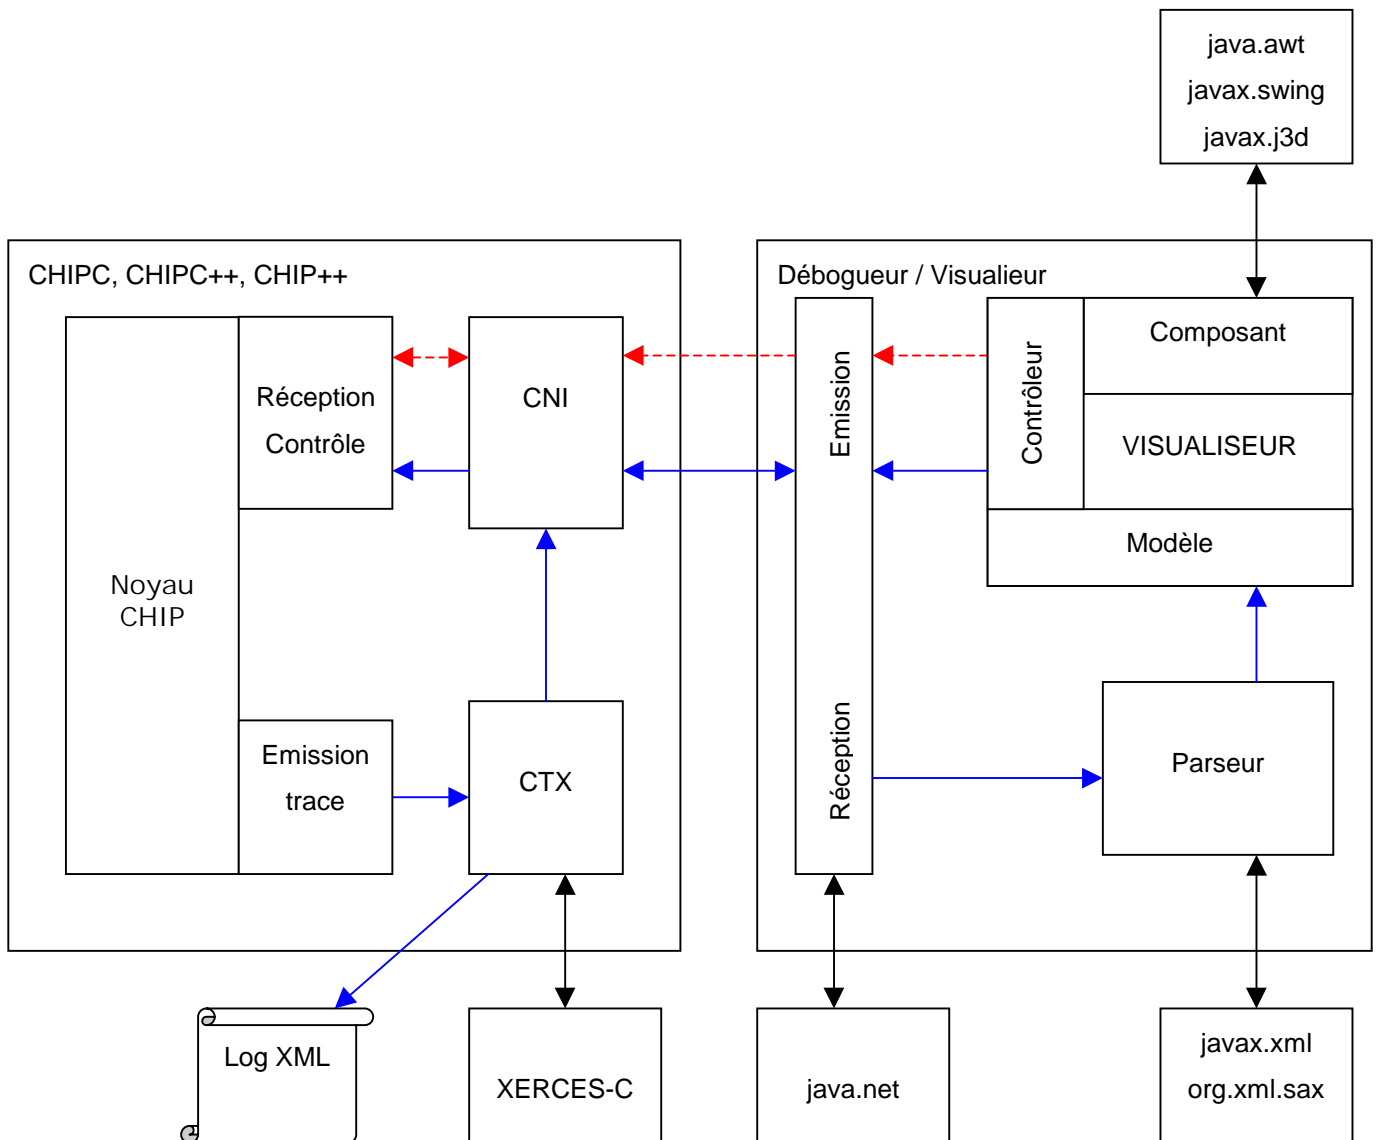 java.awt
javax.swing
javax.j3d
CHIPC, CHIPC++, CHIP++
Débogueur / Visualieur
Réception
Contrôle
CNI
Emission
Contrôleur
Composant
VISUALISEUR
Modèle
Noyau
CHIP
Emission
trace
CTX
Réception
Parseur
Log XML
XERCES-C
java.net
javax.xml
org.xml.sax